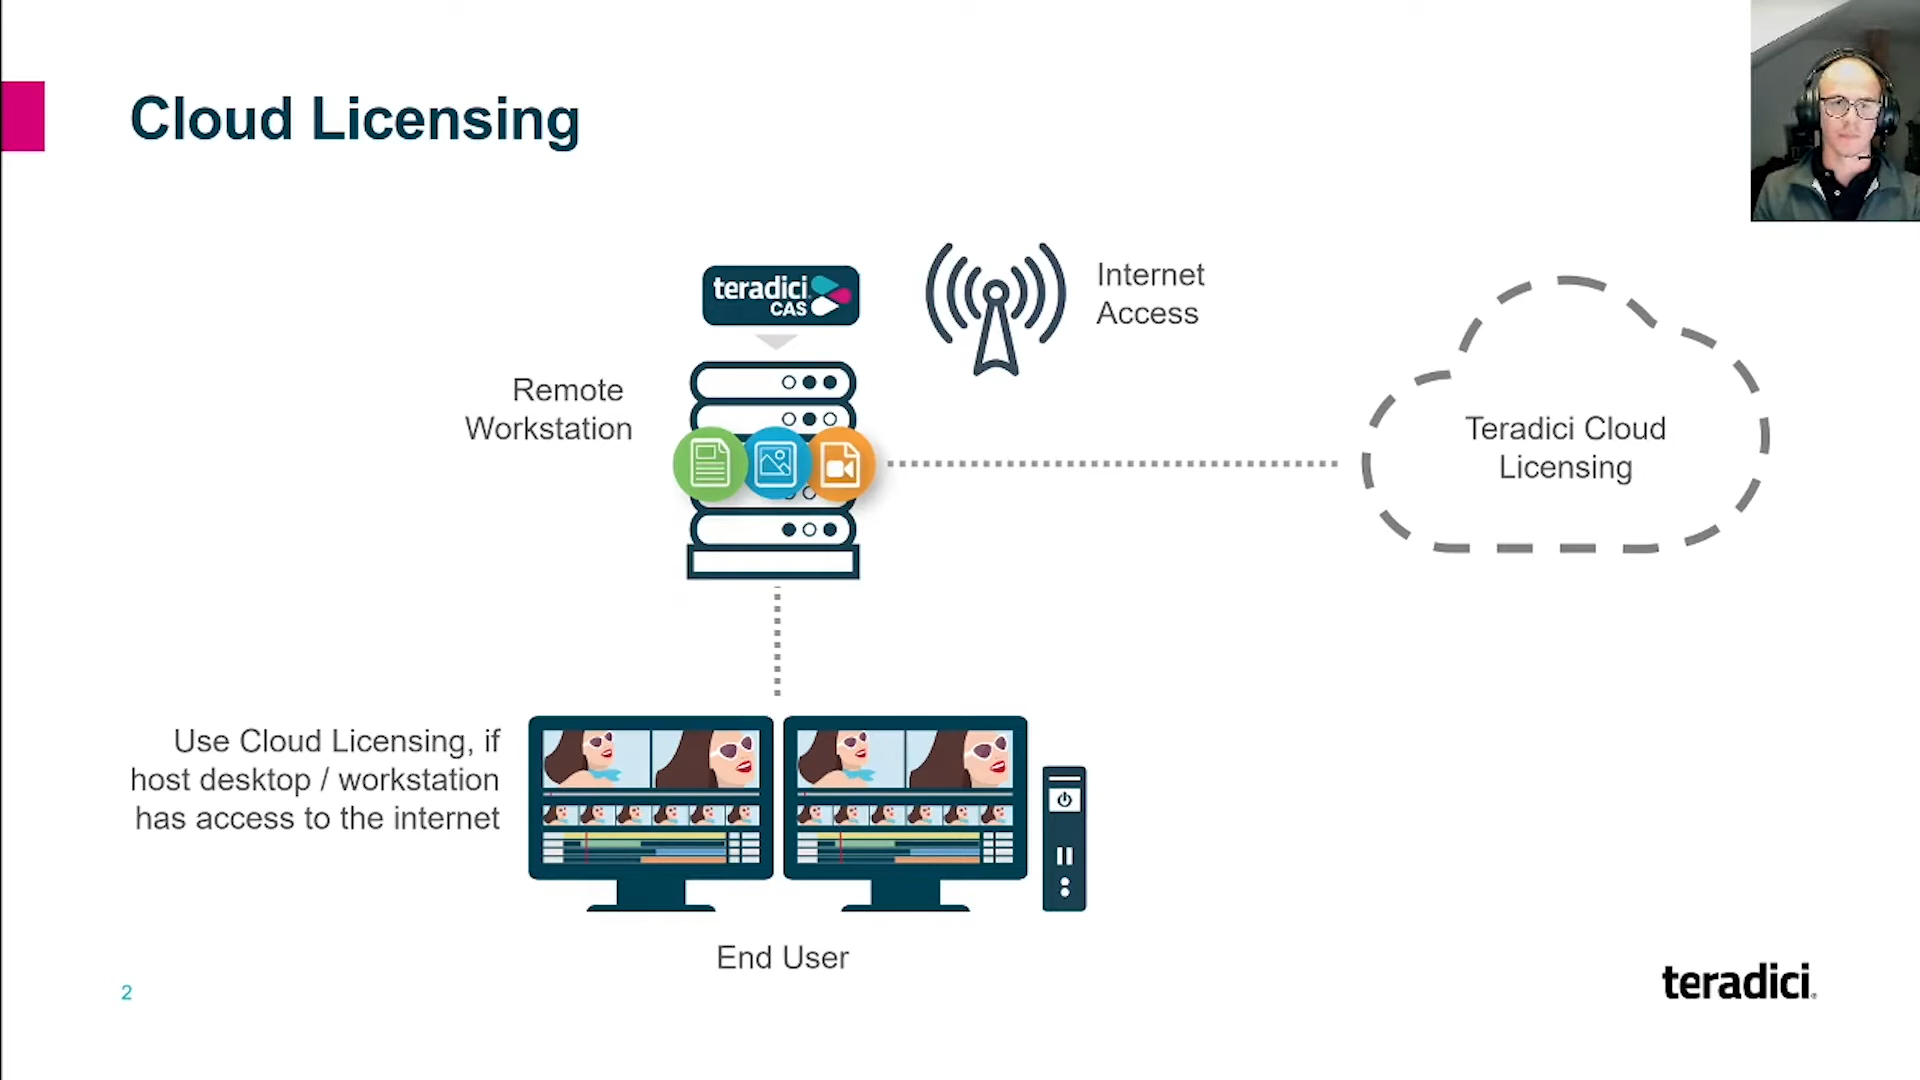 Cloud Licensing
teradici
CAS
Internet
Access
Remote
Workstation
Teradici Cloud
Licensing
Use Cloud Licensing, if
host desktop / workstation
has access to the internet
End User
2
teradici